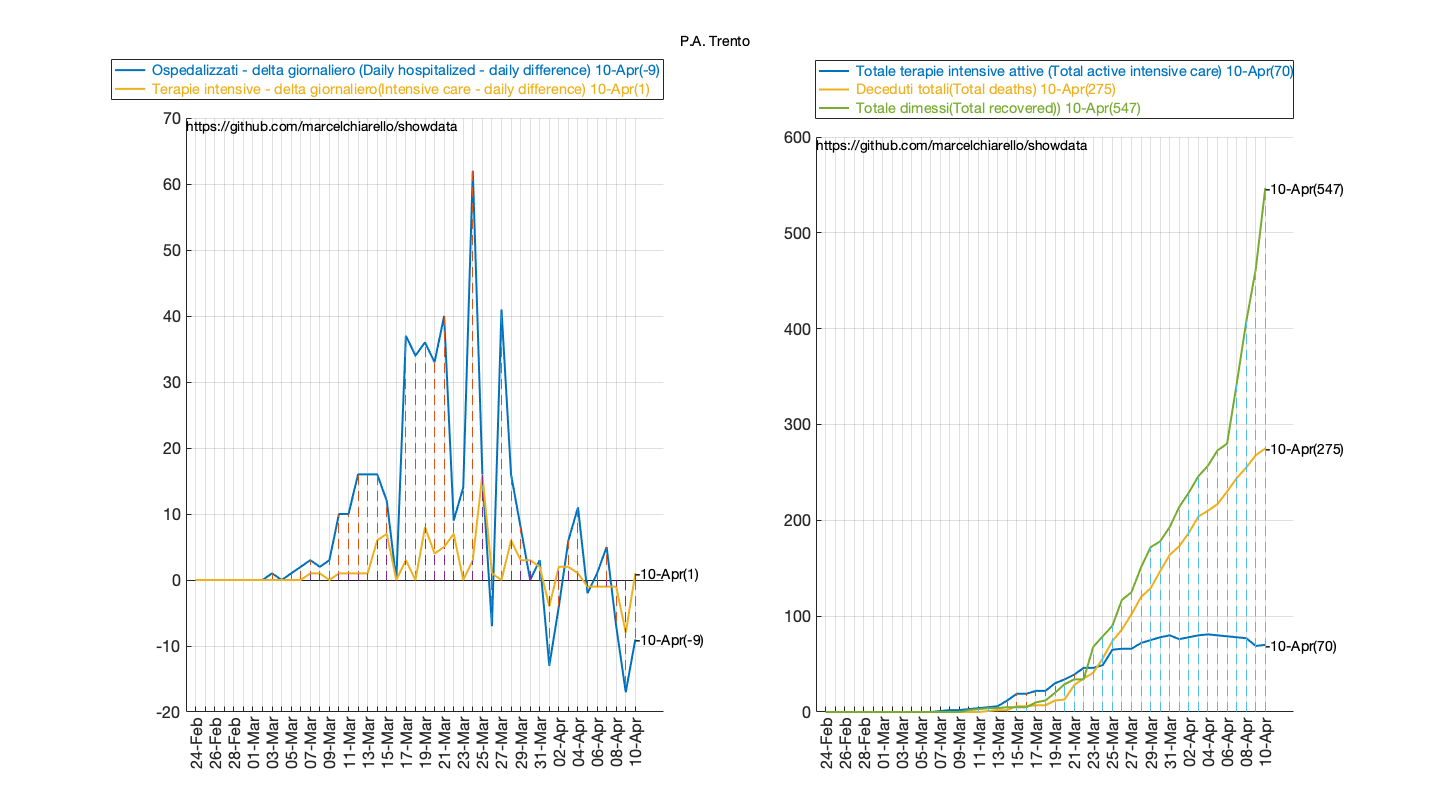 P.A. Trento
Ospedalizzati - delta giornaliero (Daily hospitalized - daily difference) 10-Apr(-9)
Terapie intensive - delta giornaliero(Intensive care - daily difference) 10-Apr(1)
https://github.com/marcelchiarello/showdata
70
60
50
40
30
20
10
0
-10
-20
-10-Apr(1)
-10-Apr(-9)
24-Feb
26-Feb
28-Feb
01-Mar
03-Mar
05-Mar
07-Mar
09-Mar
11-Mar
13-Mar
15-Mar
17-Mar
19-Mar
21-Mar
23-Mar
25-Mar
27-Mar
29-Mar
31-Mar
02-Apr
04-Apr
06-Apr
08-Apr
10-Apr
Totale terapie intensive attive (Total active intensive care) 10-Apr(70)
Deceduti totali(Total deaths) 10-Apr(275)
Totale dimessi(Total recovered)) 10-Apr(547)
https://github.com/marcelchiarello/showdata
600
500
400
300
200
100
0
-10-Apr(547)
-10-Apr(275)
-10-Apr(70)
24-Feb
26-Feb
28-Feb
01-Mar
03-Mar
05-Mar
07-Mar
09-Mar
11-Mar
13-Mar
15-Mar
17-Mar
19-Mar
21-Mar
23-Mar
25-Mar
27-Mar
29-Mar
31-Mar
02-Apr
04-Apr
06-Apr
08-Apr
10-Apr